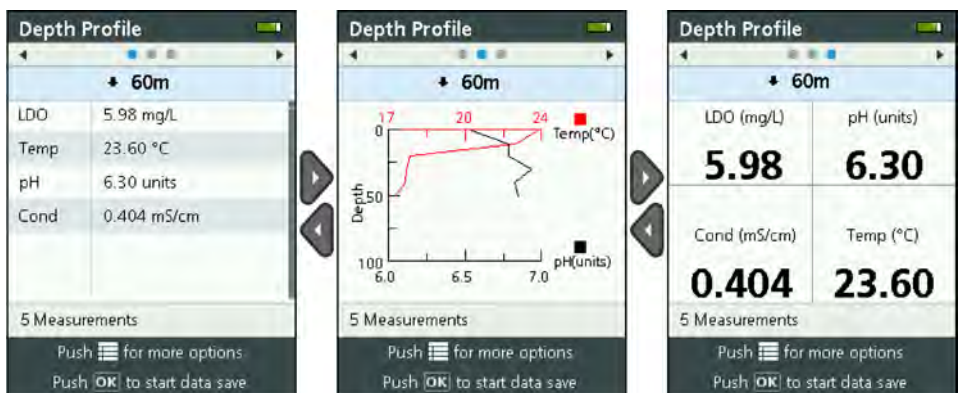 Depth Profile
60m
LDO 5.98 mg/L
Temp 23.60 °C
pH 6.30 units
Cond 0.404 mS/cm
5 Measurements
Push for more options
Push OK to start data save
Depth Profile
60m
17 20 24
Temp(°C)
0
50
Depth
100
6.0 6.5 7.0
pH(units)
5 Measurements
Push for more options
Push OK to start data save
Depth Profile
60m
LDO (mg/L) pH (units)
5.98 6.30
Cond (mS/cm) Temp (°C)
0.404 23.60
5 Measurements
Push for more options
Push OK to start data save